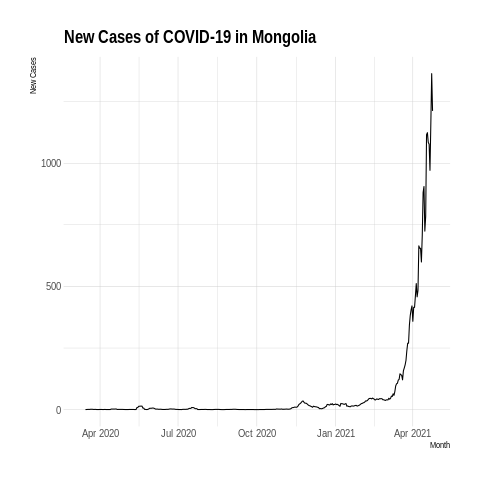 New Cases of COVID-19 in Mongolia
New Cases
1000
500
0
Apr 2020 Jul 2020 Oct 2020 Jan 2021 Apr 2021
Month